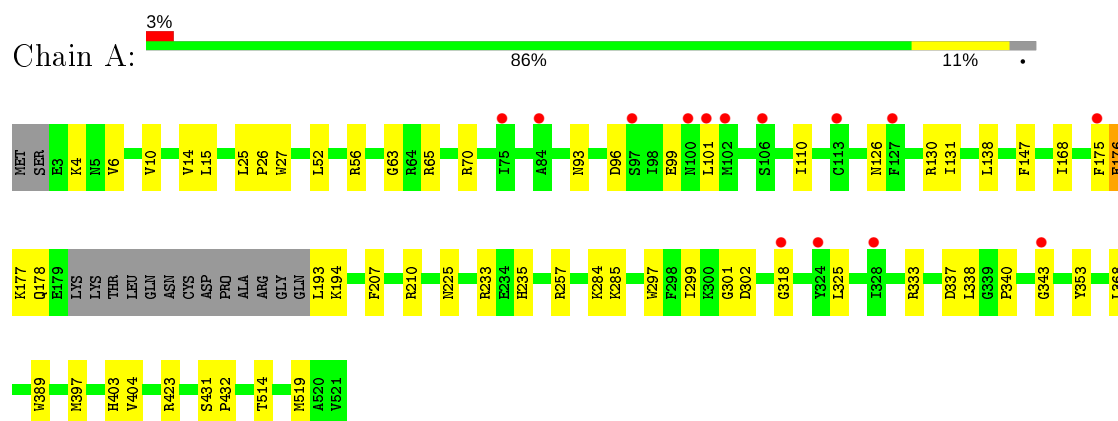 3%
Chain A:
86% 11% •
MET SER E3 K4 N5 V6 V10 V14 L15 L25 P26 W27 L52 R56 G63 R64 R65 R70 I75 A84 N93 D96 S97 I98 E99 N100 L101 M102 S106 I110 C113 N126 F127 R130 I131 L138 F147 I168 F175 E176
K177 Q178 E179 LYS LYS THR LEU GLN ASN CYS ASP PRO ALA ARG GLY GLN L193 K194 F207 R210 N225 R233 E234 H235 R257 K284 K285 W297 F298 I299 K300 G301 D302 G318 Y324 L325 I328 R333 D337 L338 G339 P340 G343 Y353 L368
W389 M397 H403 V404 R423 S431 P432 T514 M519 A520 V521